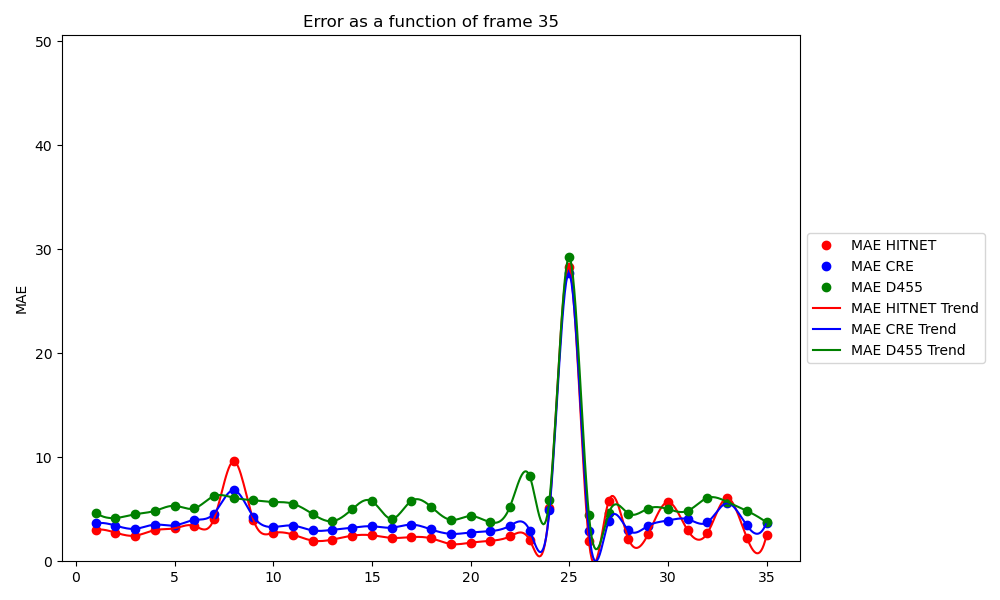 Error as a function of frame 35
50
40
30
20
10
0
MAE
0 5 10 15 20 25 30 35
MAE HITNET
MAE CRE
MAE D455
MAE HITNET Trend
MAE CRE Trend
MAE D455 Trend